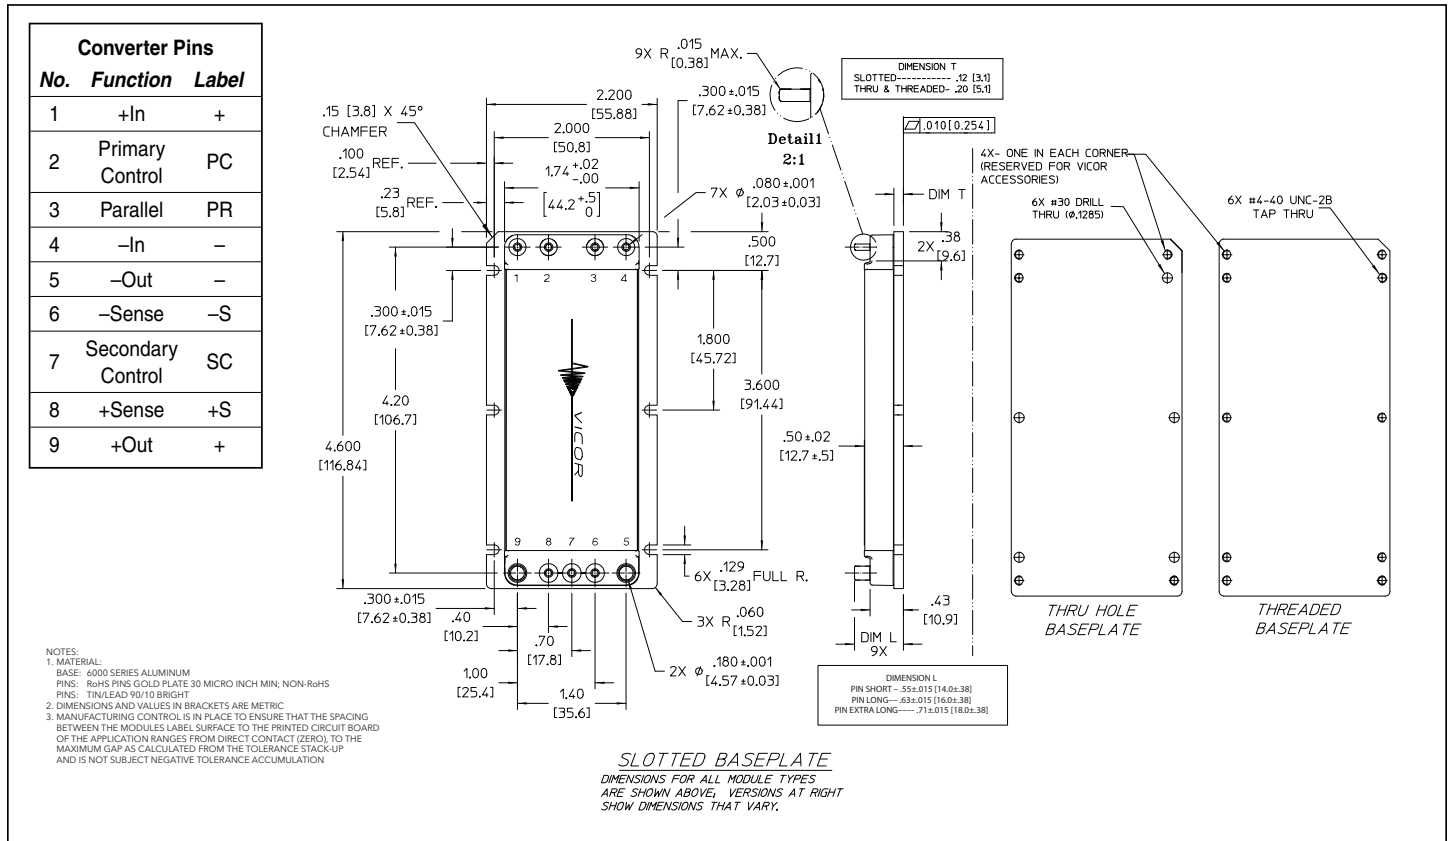 Converter Pins
No. Function Label
1 +In +
2 Primary Control PC
3 Parallel PR
4 –In –
5 –Out –
6 –Sense –S
7 Secondary Control SC
8 +Sense +S
9 +Out +
9X R .015 [0.38] MAX.
DIMENSION T
SLOTTED----------- .12 [3.1]
THRU & THREADED- .20 [5.1]
.15 [3.8] X 45°
CHAMFER
2.200
[55.88]
.300 ±.015
[7.62 ±0.38]
2.000
[50.8]
Detail1
2:1
.010[0.254]
.100
[2.54] REF.
1.74 +.02 -.00
[44.2 +.5 0]
.23
[5.8] REF.
7X ø .080±.001
[2.03 ±0.03]
DIM T
4X- ONE IN EACH CORNER
(RESERVED FOR VICOR
ACCESSORIES)
6X #30 DRILL
THRU (ø.1285)
6X #4-40 UNC-2B
TAP THRU
.500
[12.7]
2X .38
[9.6]
1 2 3 4
.300 ±.015
[7.62 ±0.38]
1.800
[45.72]
3.600
[91.44]
4.20
[106.7]
4.600
[116.84]
VICOR
.50 ±.02
[12.7 ±.5]
9 8 7 6 5
6X .129
[3.28] FULL R.
.300 ±.015
[7.62 ±0.38]
.40
[10.2]
3X R .060
[1.52]
.43
[10.9]
THRU HOLE
BASEPLATE
THREADED
BASEPLATE
.70
[17.8]
DIM L
9X
1.00
[25.4]
2X ø .180 ±.001
[4.57 ±0.03]
1.40
[35.6]
DIMENSION L
PIN SHORT – .55±.015 [14.0±.38]
PIN LONG–-- .63±.015 [16.0±.38]
PIN EXTRA LONG–--- .71±.015 [18.0±.38]
NOTES:
1. MATERIAL:
BASE: 6000 SERIES ALUMINUM
PINS: RoHS PINS GOLD PLATE 30 MICRO INCH MIN; NON-RoHS
PINS: TIN/LEAD 90/10 BRIGHT
2. DIMENSIONS AND VALUES IN BRACKETS ARE METRIC
3. MANUFACTURING CONTROL IS IN PLACE TO ENSURE THAT THE SPACING
BETWEEN THE MODULES LABEL SURFACE TO THE PRINTED CIRCUIT BOARD
OF THE APPLICATION RANGES FROM DIRECT CONTACT (ZERO), TO THE
MAXIMUM GAP AS CALCULATED FROM THE TOLERANCE STACK-UP
AND IS NOT SUBJECT NEGATIVE TOLERANCE ACCUMULATION
SLOTTED BASEPLATE
DIMENSIONS FOR ALL MODULE TYPES
ARE SHOWN ABOVE; VERSIONS AT RIGHT
SHOW DIMENSIONS THAT VARY.